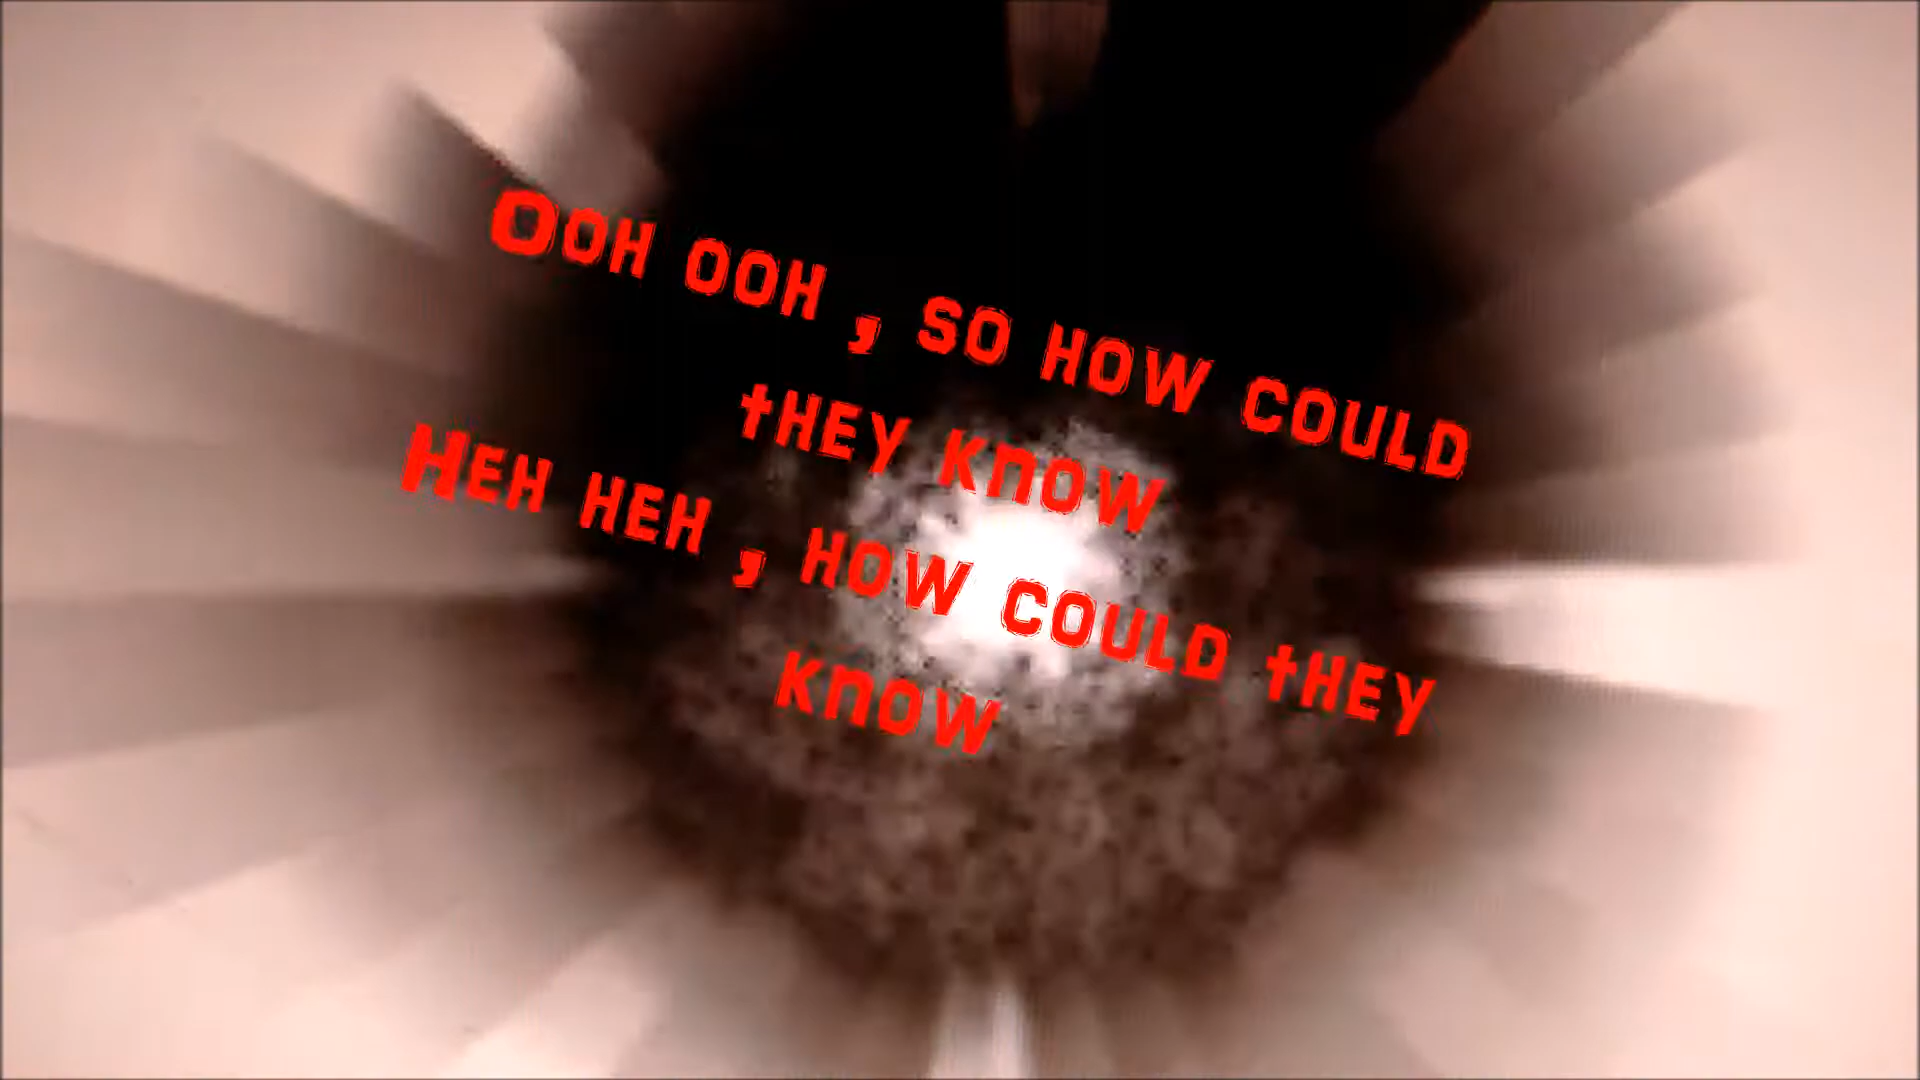 Ooh ooh , so how could
they know
Heh heh , how could they
know